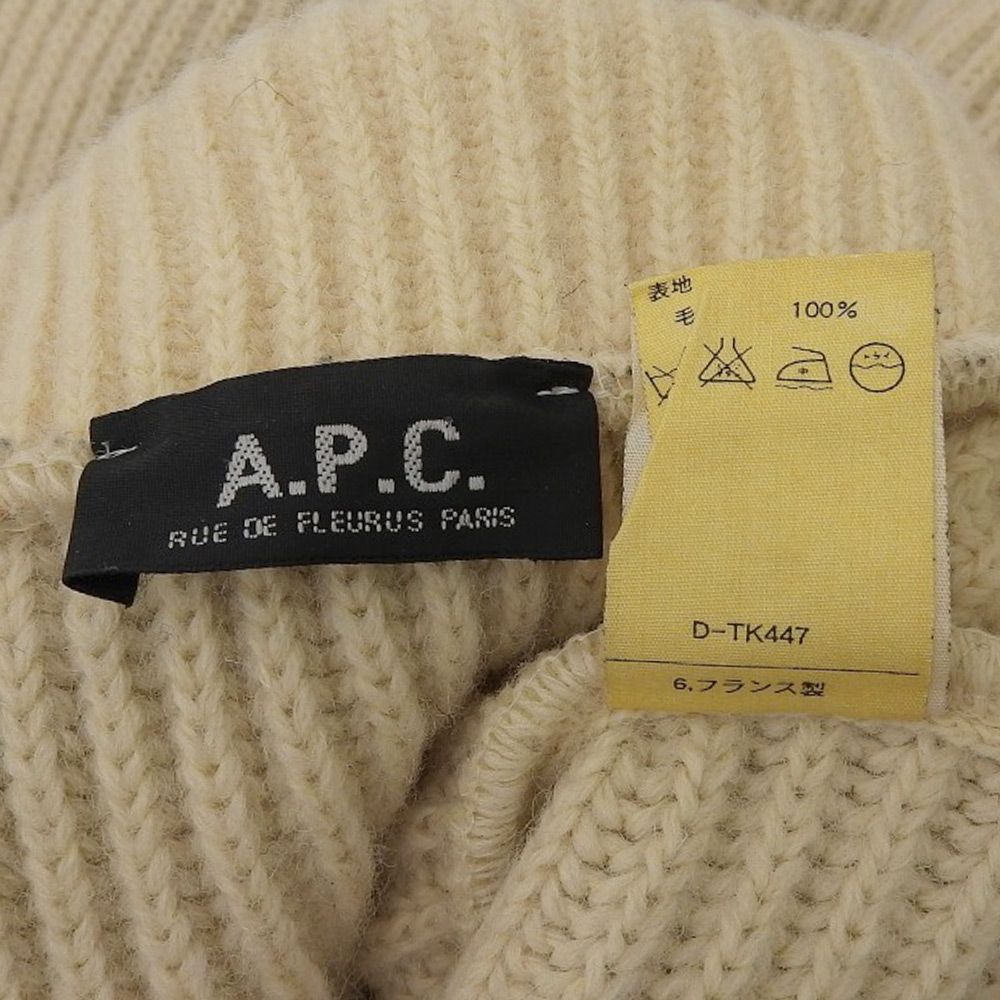 A.P.C.
RUE DE FLEURUS PARIS
表地
毛 100%
D-TK447
6.フランス製